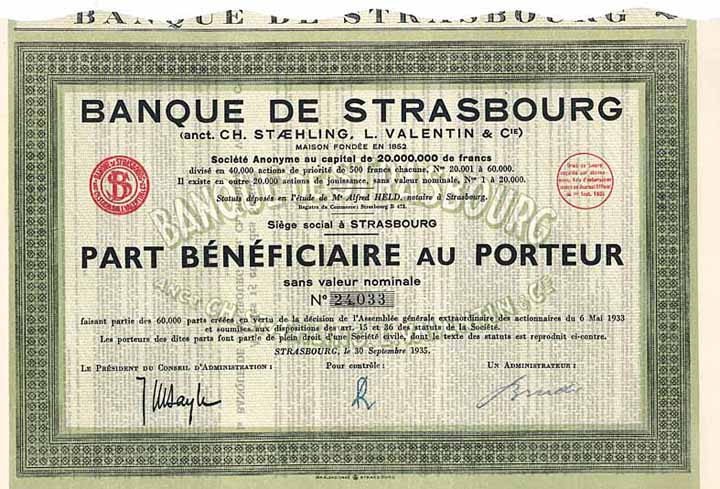 BANQUE DE STRASBOURG
BANQUE DE STRASBOURG
(anct. CH. STÆHLING, L. VALENTIN & CIE)
MAISON FONDÉE EN 1852
Société Anonyme au capital de 20.000.000 de francs
divisé en 40,000 actions de priorité de 500 francs chacune, Nos 20.001 à 60.000.
Il existe en outre 20.000 actions de jouissance, sans valeur nominale, Nos 1 à 20.000.
Statuts déposés en l'étude de Me Alfred HELD, notaire à Strasbourg.
Registre du Commerce: Strasbourg B 472.
Siège social à STRASBOURG
PART BÉNÉFICIAIRE AU PORTEUR
sans valeur nominale
No 24,033
faisant partie des 60.000 parts créées en vertu de la décision de l'Assemblée générale extraordinaire des actionnaires du 6 Mai 1933
et soumises aux dispositions des art. 15 et 36 des statuts de la Société.
Les porteurs des dites parts font partie de plein droit d'une Société civile, dont le texte des statuts est reproduit ci-contre.
STRASBOURG, le 30 Septembre 1935.
LE PRÉSIDENT DU CONSEIL D'ADMINISTRATION:
Pour contrôle:
UN ADMINISTRATEUR: